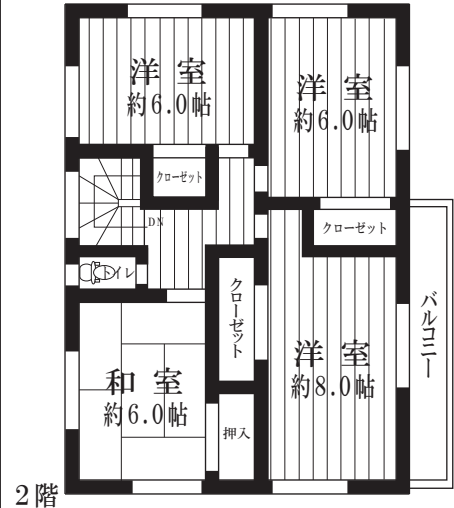 洋室
約6.0帖
洋室
約6.0帖
クローゼット
DN
クローゼット
トイレ
クローゼット
バルコニー
洋室
約8.0帖
和室
約6.0帖
押入
2階